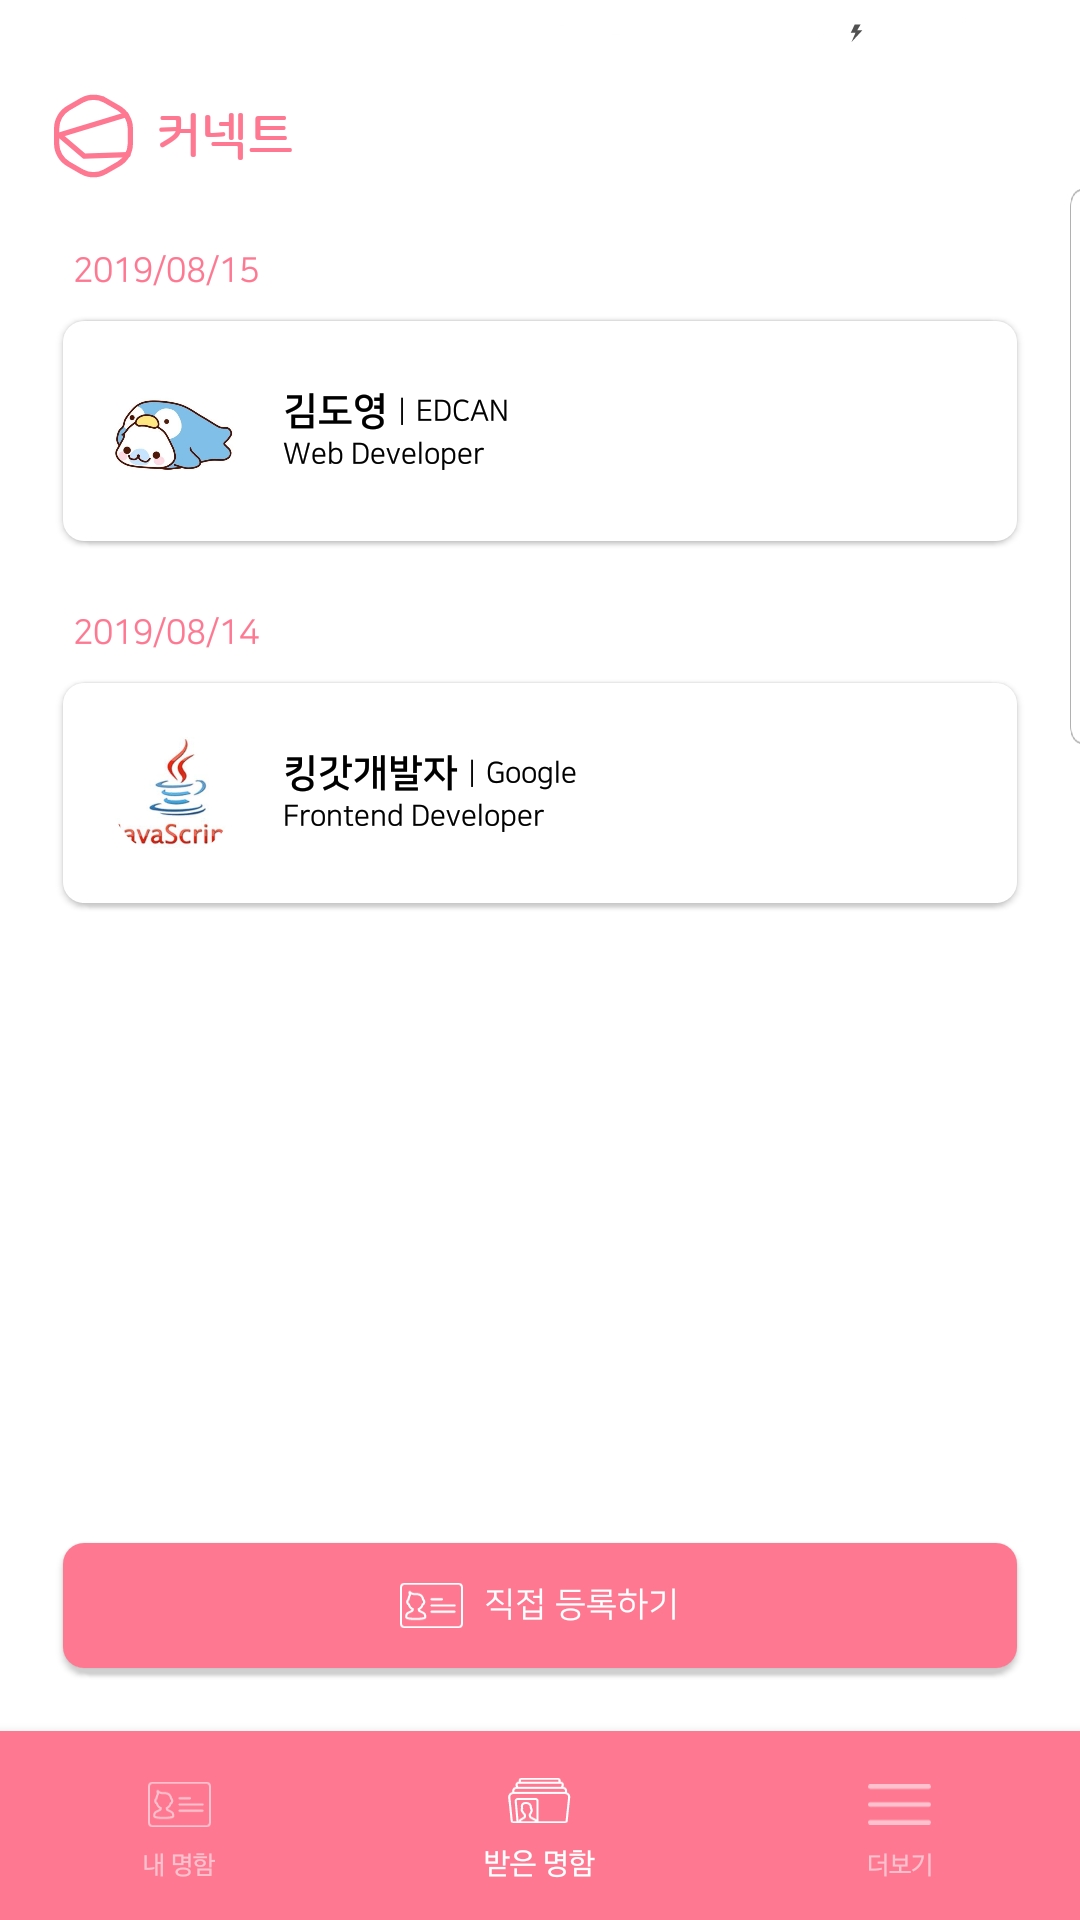 커넥트
2019/08/15
김도영 | EDCAN
Web Developer
2019/08/14
킹갓개발자 | Google
Frontend Developer
avaScrip
직접 등록하기
내 명함
받은 명함
더보기